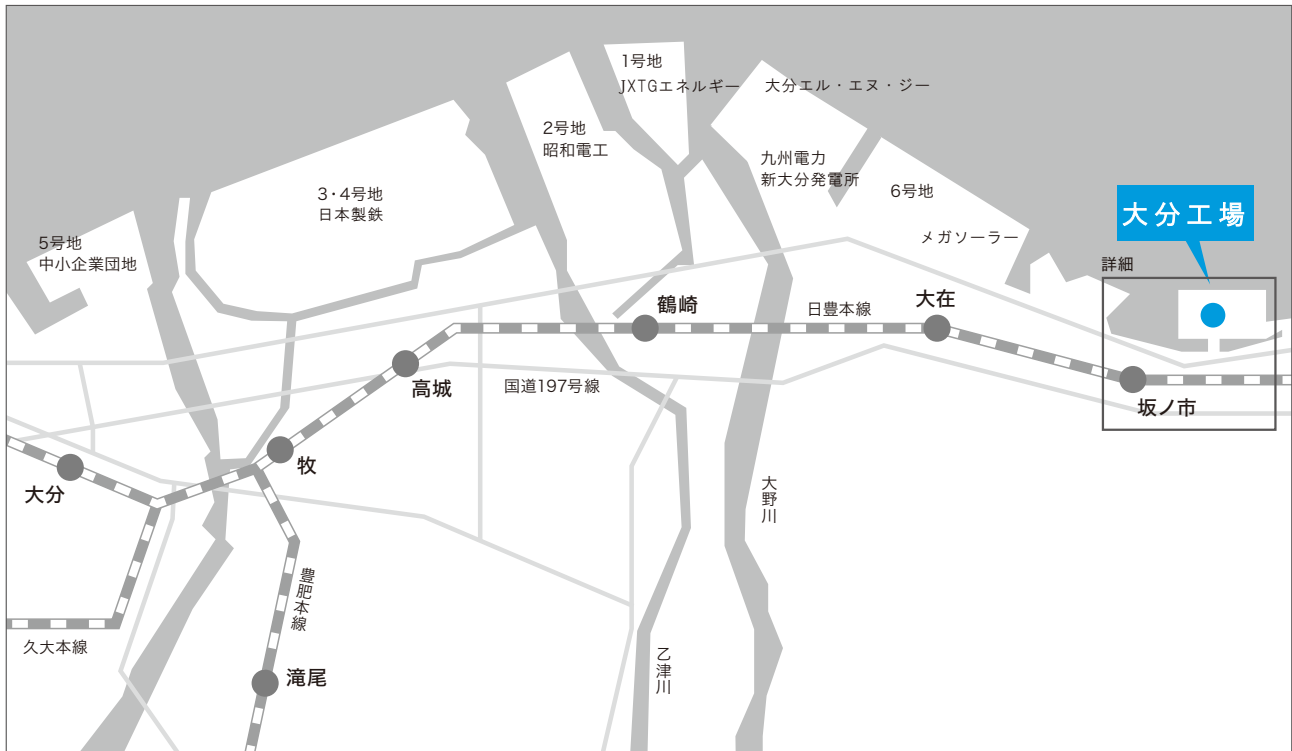 1号地
JXTGエネルギー
大分エル・エヌ・ジー
2号地
昭和電工
九州電力
新大分発電所
3・4号地
日本製鉄
6号地
大分工場
メガソーラー
5号地
中小企業団地
詳細
鶴崎
日豊本線
大在
高城
国道197号線
坂ノ市
牧
大分
大野川
豊肥本線
久大本線
滝尾
乙津川